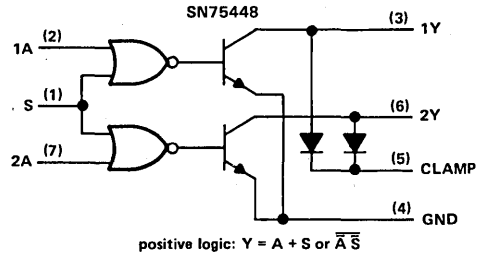 SN75448
1A (2)
(3) 1Y
S (1)
(6) 2Y
2A (7)
(5) CLAMP
(4) GND
positive logic: Y = A + S or A̅ S̅